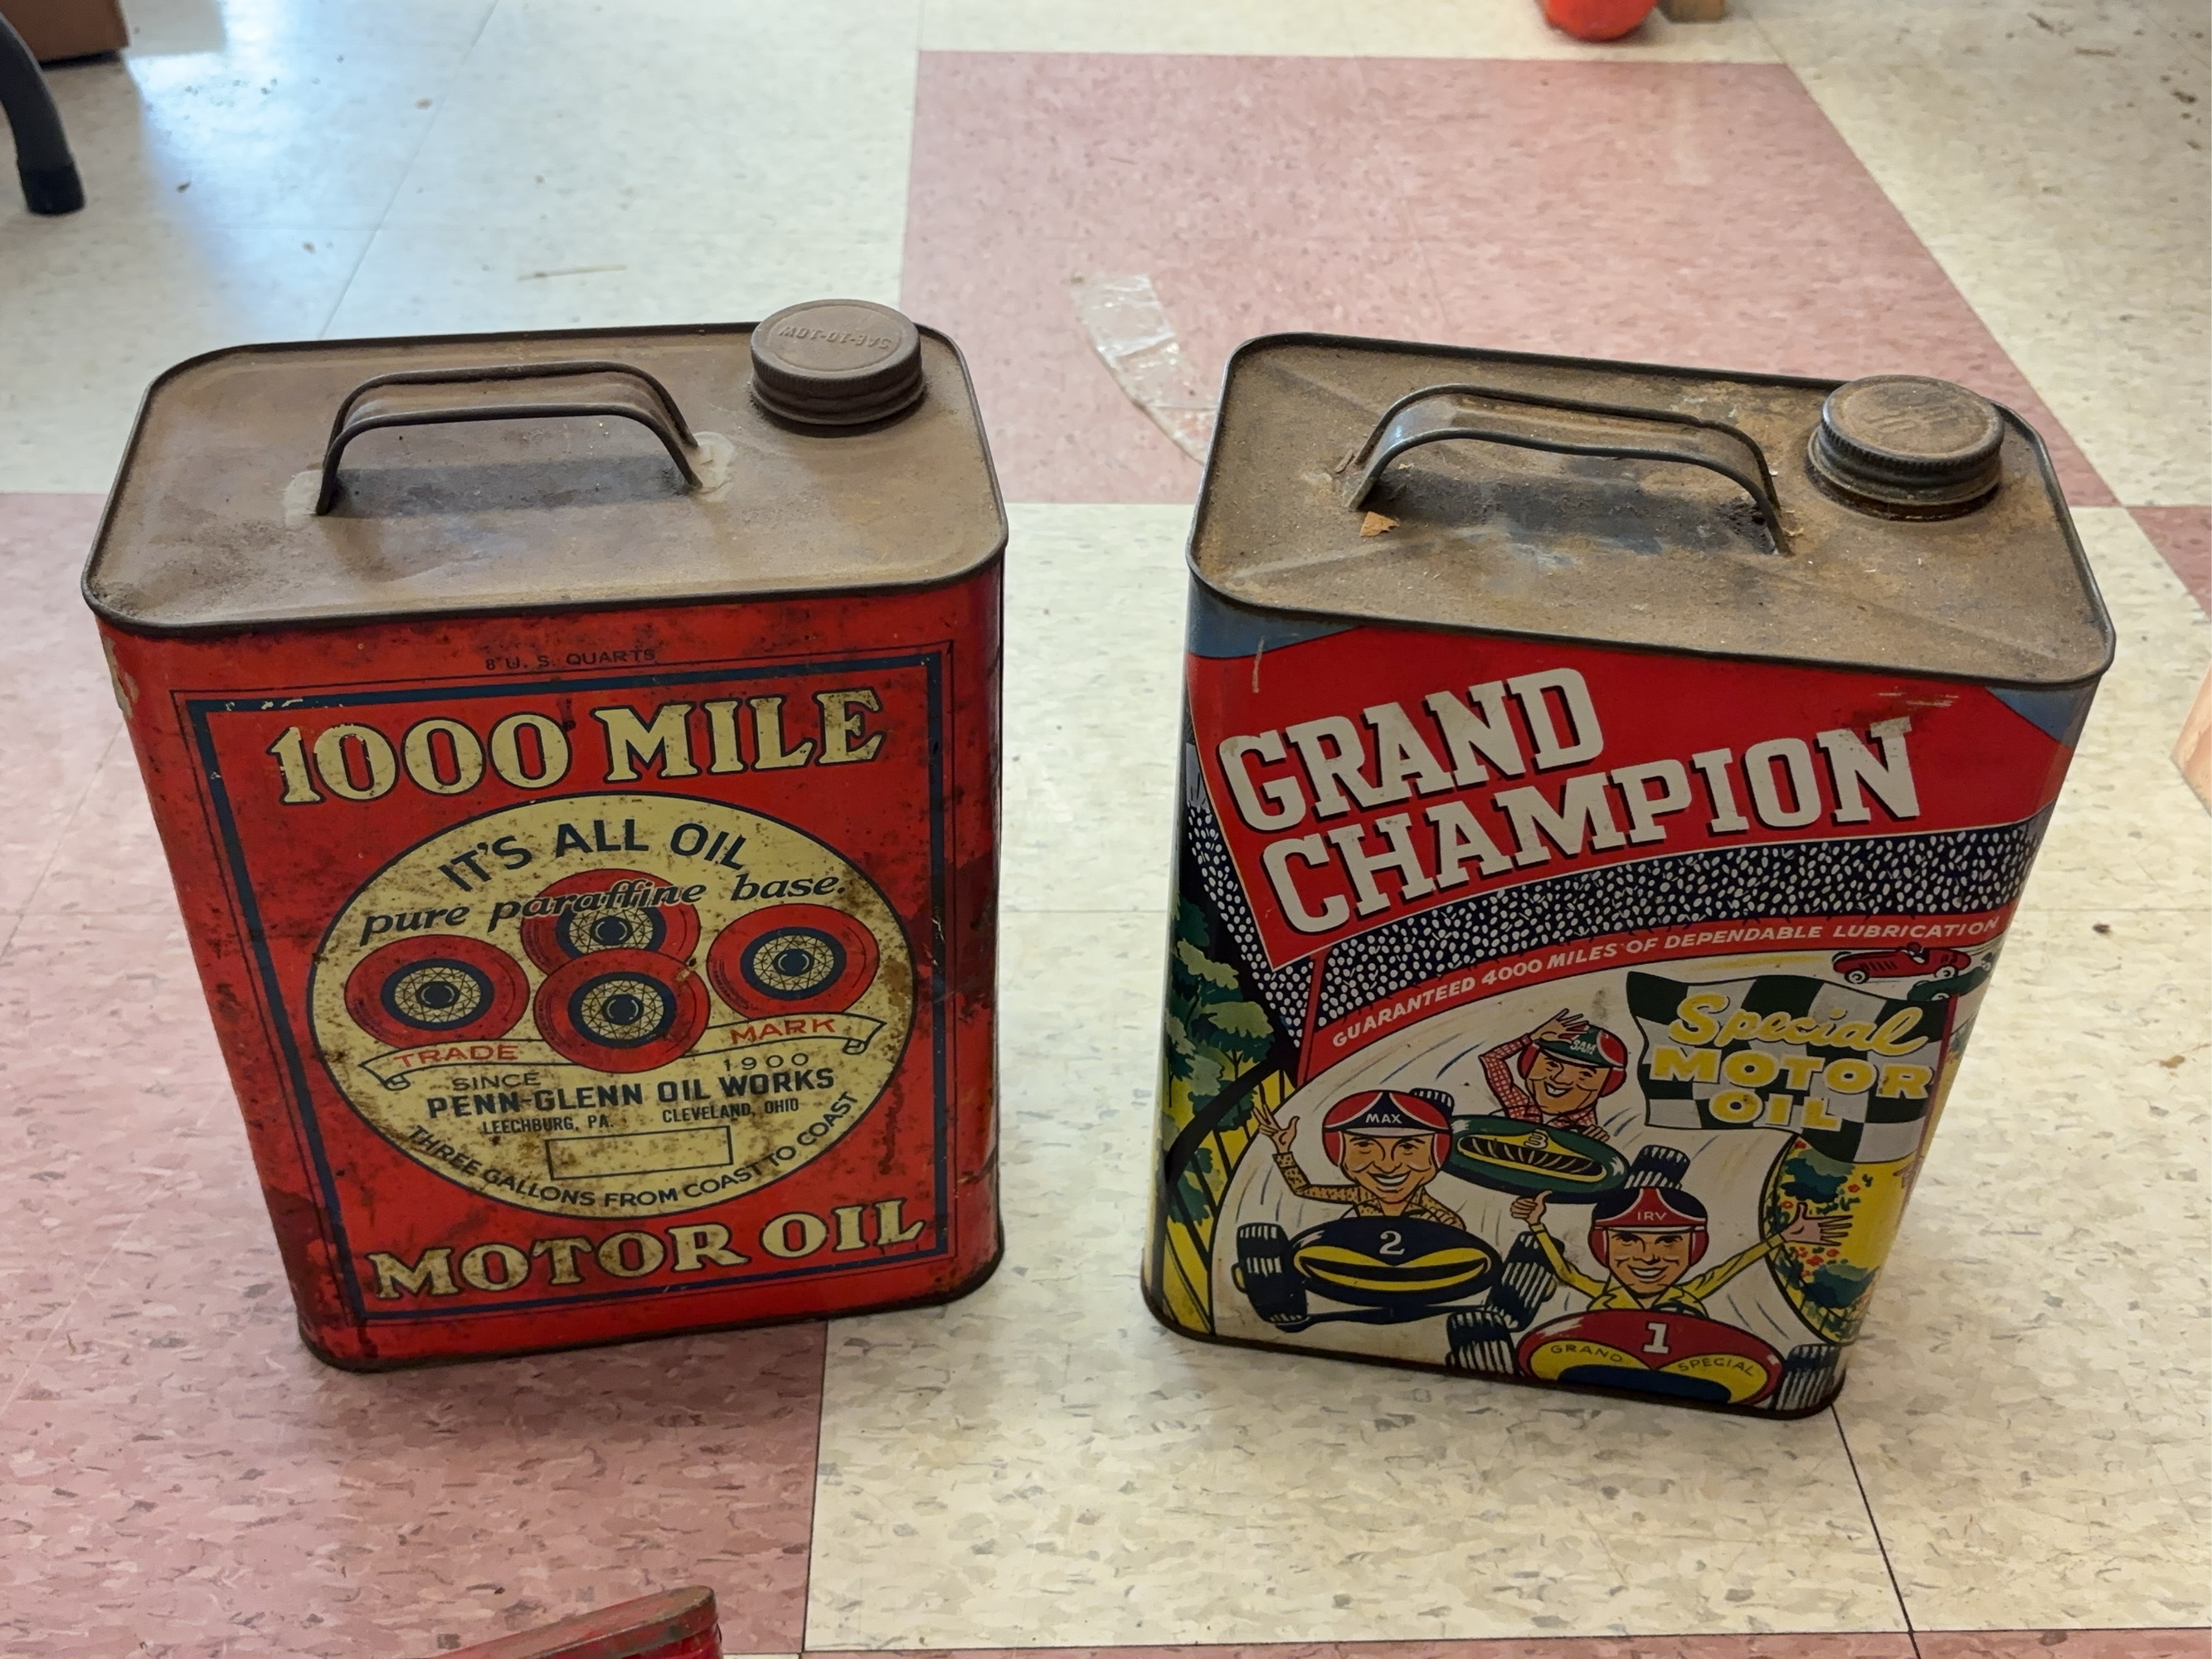 SAE-10-10W
8 U. S. QUARTS
1000 MILE
IT'S ALL OIL
pure paraffine base.
TRADE MARK
SINCE 1900
PENN-GLENN OIL WORKS
LEECHBURG, PA. CLEVELAND, OHIO
THREE GALLONS FROM COAST TO COAST
MOTOR OIL
GRAND
CHAMPION
GUARANTEED 4000 MILES OF DEPENDABLE LUBRICATION
Special
MOTOR
OIL
SAM
3
MAX
2
IRV
1
GRAND SPECIAL